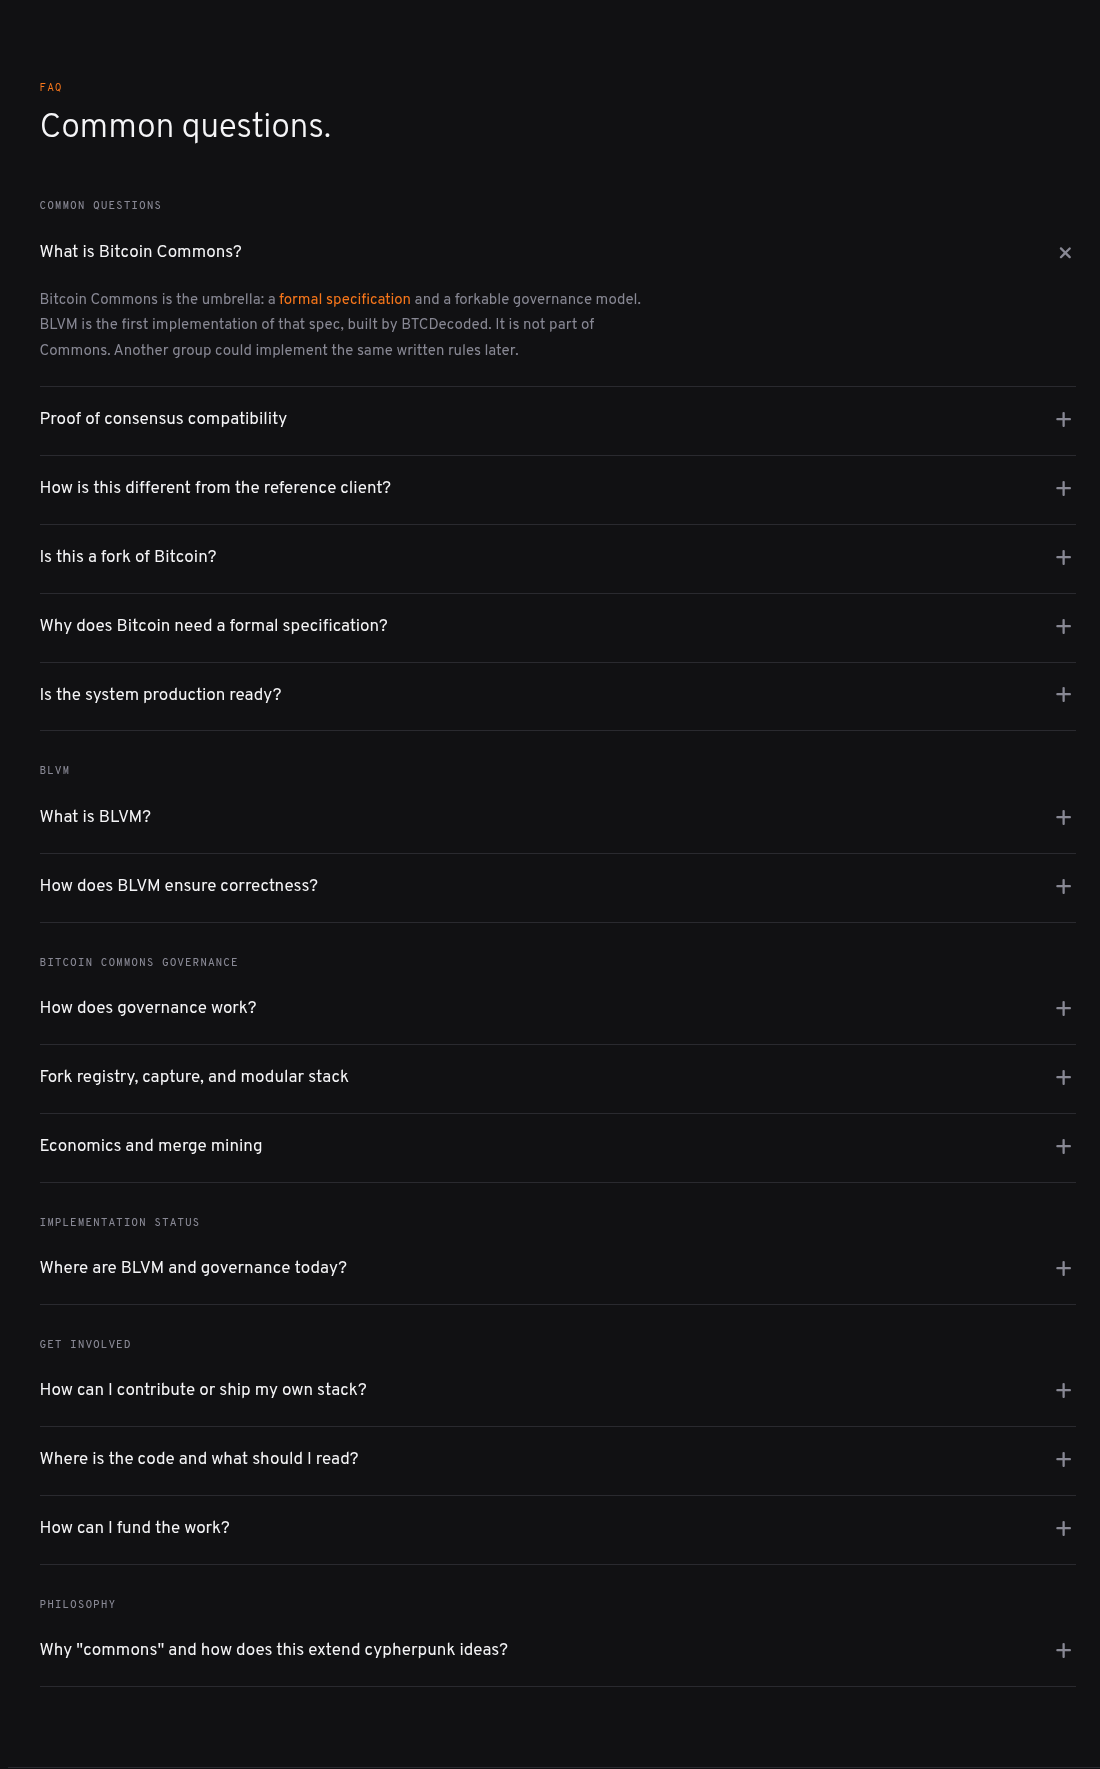 FAQ
Common questions.
COMMON QUESTIONS
What is Bitcoin Commons?
Bitcoin Commons is the umbrella: a formal specification and a forkable governance model.
BLVM is the first implementation of that spec, built by BTCDecoded. It is not part of
Commons. Another group could implement the same written rules later.
Proof of consensus compatibility
How is this different from the reference client?
Is this a fork of Bitcoin?
Why does Bitcoin need a formal specification?
Is the system production ready?
BLVM
What is BLVM?
How does BLVM ensure correctness?
BITCOIN COMMONS GOVERNANCE
How does governance work?
Fork registry, capture, and modular stack
Economics and merge mining
IMPLEMENTATION STATUS
Where are BLVM and governance today?
GET INVOLVED
How can I contribute or ship my own stack?
Where is the code and what should I read?
How can I fund the work?
PHILOSOPHY
Why "commons" and how does this extend cypherpunk ideas?